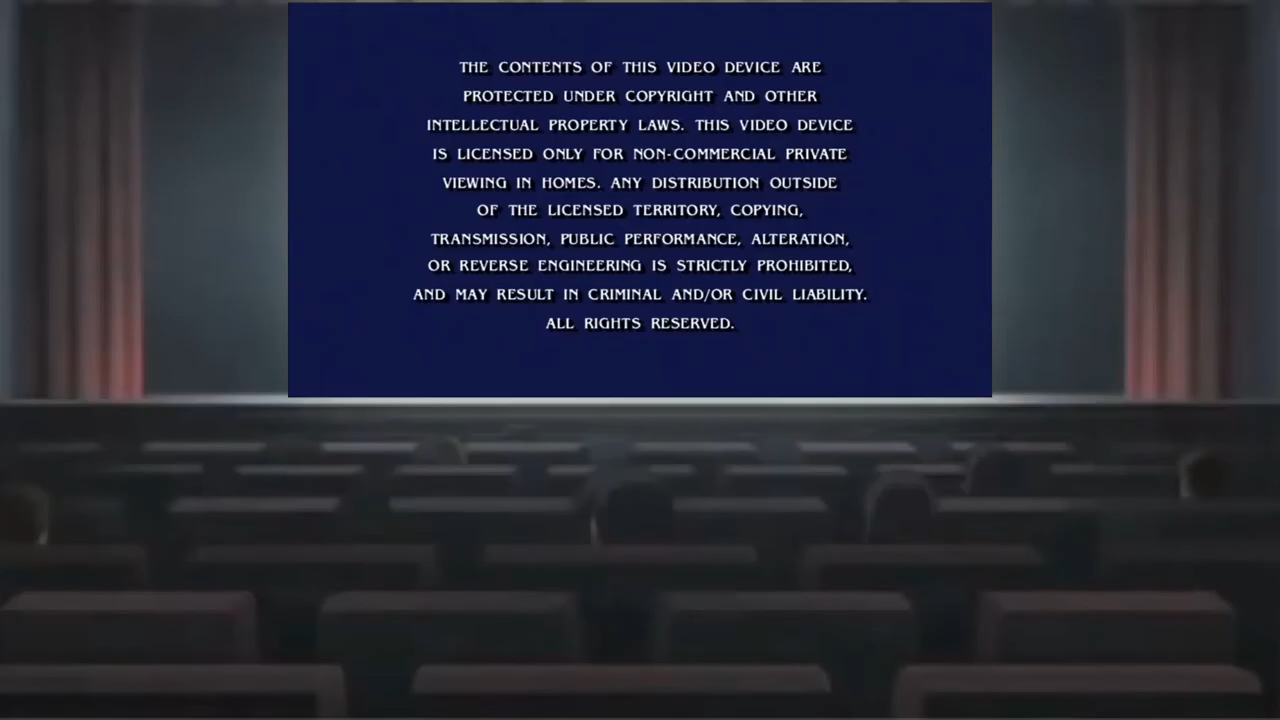 THE CONTENTS OF THIS VIDEO DEVICE ARE
PROTECTED UNDER COPYRIGHT AND OTHER
INTELLECTUAL PROPERTY LAWS. THIS VIDEO DEVICE
IS LICENSED ONLY FOR NON-COMMERCIAL PRIVATE
VIEWING IN HOMES. ANY DISTRIBUTION OUTSIDE
OF THE LICENSED TERRITORY, COPYING,
TRANSMISSION, PUBLIC PERFORMANCE, ALTERATION,
OR REVERSE ENGINEERING IS STRICTLY PROHIBITED,
AND MAY RESULT IN CRIMINAL AND/OR CIVIL LIABILITY.
ALL RIGHTS RESERVED.